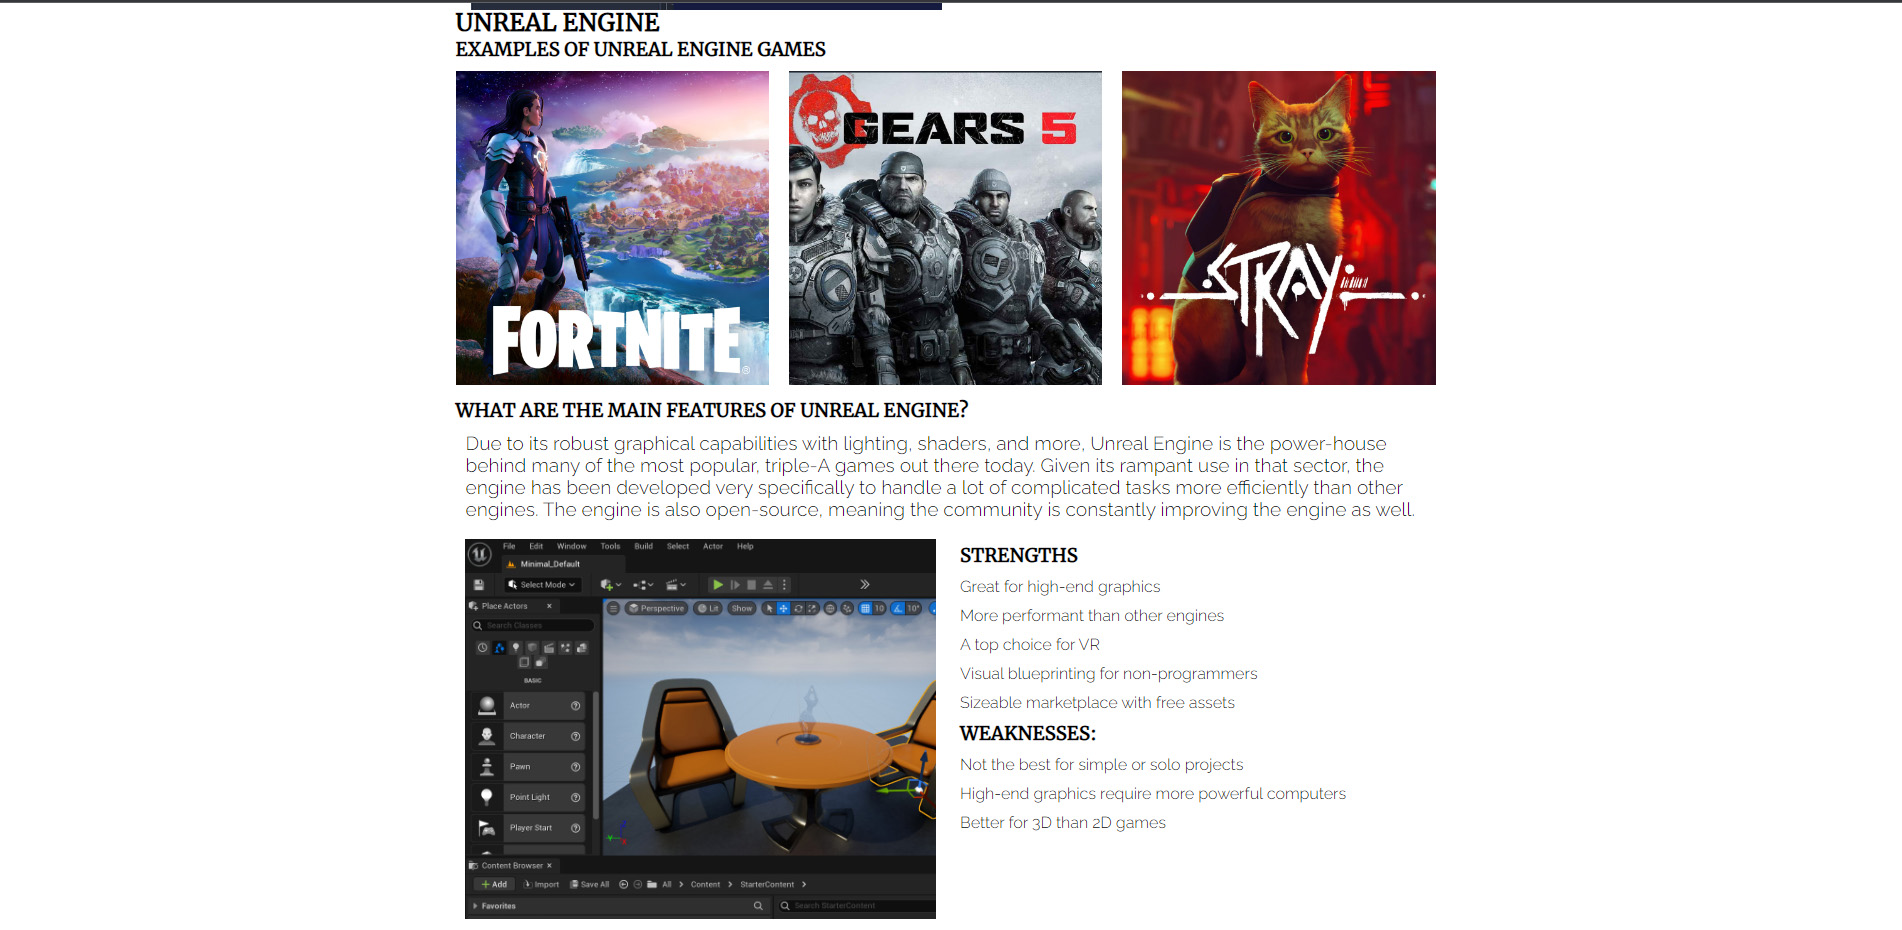 UNREAL ENGINE
EXAMPLES OF UNREAL ENGINE GAMES
FORTNITE
GEARS 5
STRAY
WHAT ARE THE MAIN FEATURES OF UNREAL ENGINE?
Due to its robust graphical capabilities with lighting, shaders, and more, Unreal Engine is the power-house
behind many of the most popular, triple-A games out there today. Given its rampant use in that sector, the
engine has been developed very specifically to handle a lot of complicated tasks more efficiently than other
engines. The engine is also open-source, meaning the community is constantly improving the engine as well.
File Edit Window Tools Build Select Actor Help
Minimal_Default
Select Mode
Place Actors
Search Classes
BASIC
Actor
Character
Pawn
Point Light
Player Start
Perspective Lit Show 10 10°
Content Browser
Add Import Save All All Content StarterContent
Favorites
Search StarterContent
STRENGTHS
Great for high-end graphics
More performant than other engines
A top choice for VR
Visual blueprinting for non-programmers
Sizeable marketplace with free assets
WEAKNESSES:
Not the best for simple or solo projects
High-end graphics require more powerful computers
Better for 3D than 2D games